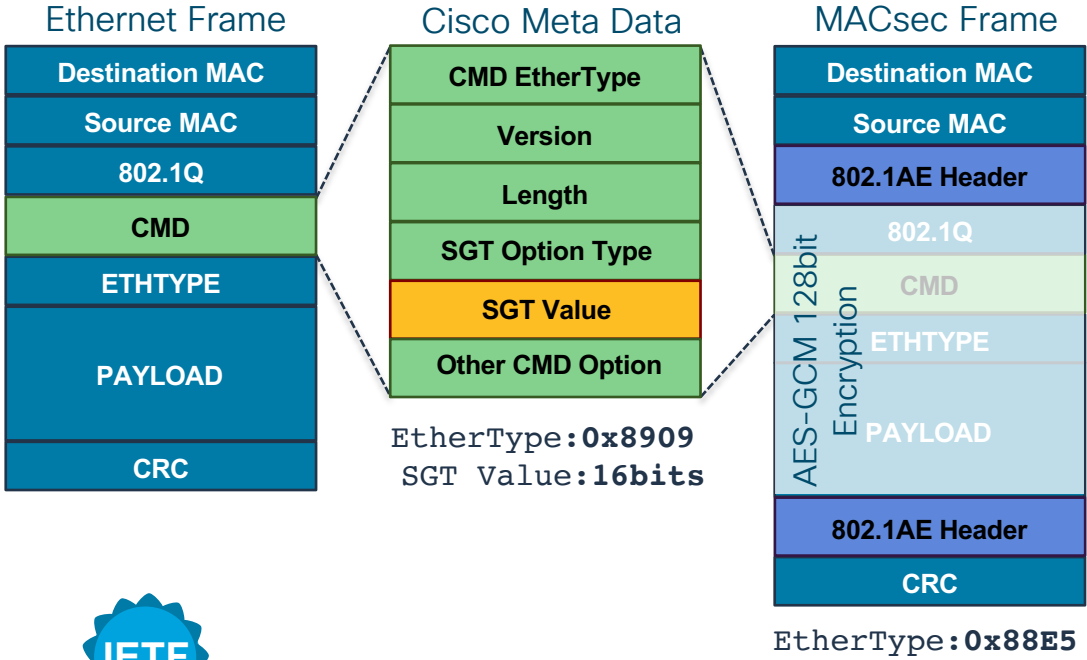 Ethernet Frame
Destination MAC
Source MAC
802.1Q
CMD
ETHTYPE
PAYLOAD
CRC
Cisco Meta Data
CMD EtherType
Version
Length
SGT Option Type
SGT Value
Other CMD Option
EtherType:0x8909
SGT Value:16bits
MACsec Frame
Destination MAC
Source MAC
802.1AE Header
802.1Q
CMD
ETHTYPE
PAYLOAD
AES-GCM 128bit
Encryption
802.1AE Header
CRC
EtherType:0x88E5
IETF